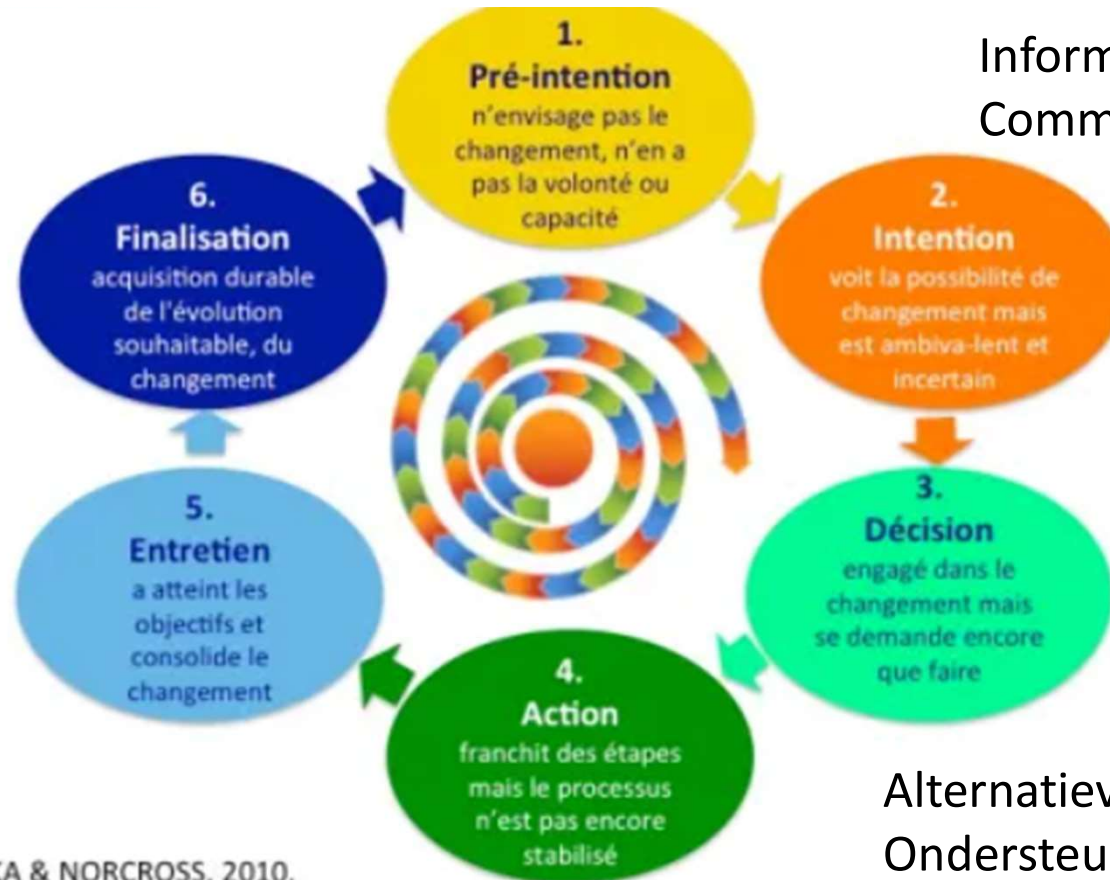 1.
Pré-intention
n'envisage pas le
changement, n'en a
pas la volonté ou
capacité
Inform
Comm
2.
Intention
voit la possibilité de
changement mais
est ambiva-lent et
incertain
3.
Décision
engagé dans le
changement mais
se demande encore
que faire
4.
Action
franchit des étapes
mais le processus
n'est pas encore
stabilisé
5.
Entretien
a atteint les
objectifs et
consolide le
changement
6.
Finalisation
acquisition durable
de l'évolution
souhaitable, du
changement
Alternatiev
Ondersteu
KA & NORCROSS, 2010.